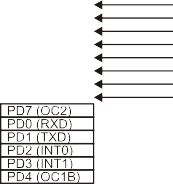 PD7 (OC2)
PD0 (RXD)
PD1 (TXD)
PD2 (INT0)
PD3 (INT1)
PD4 (OC1B)